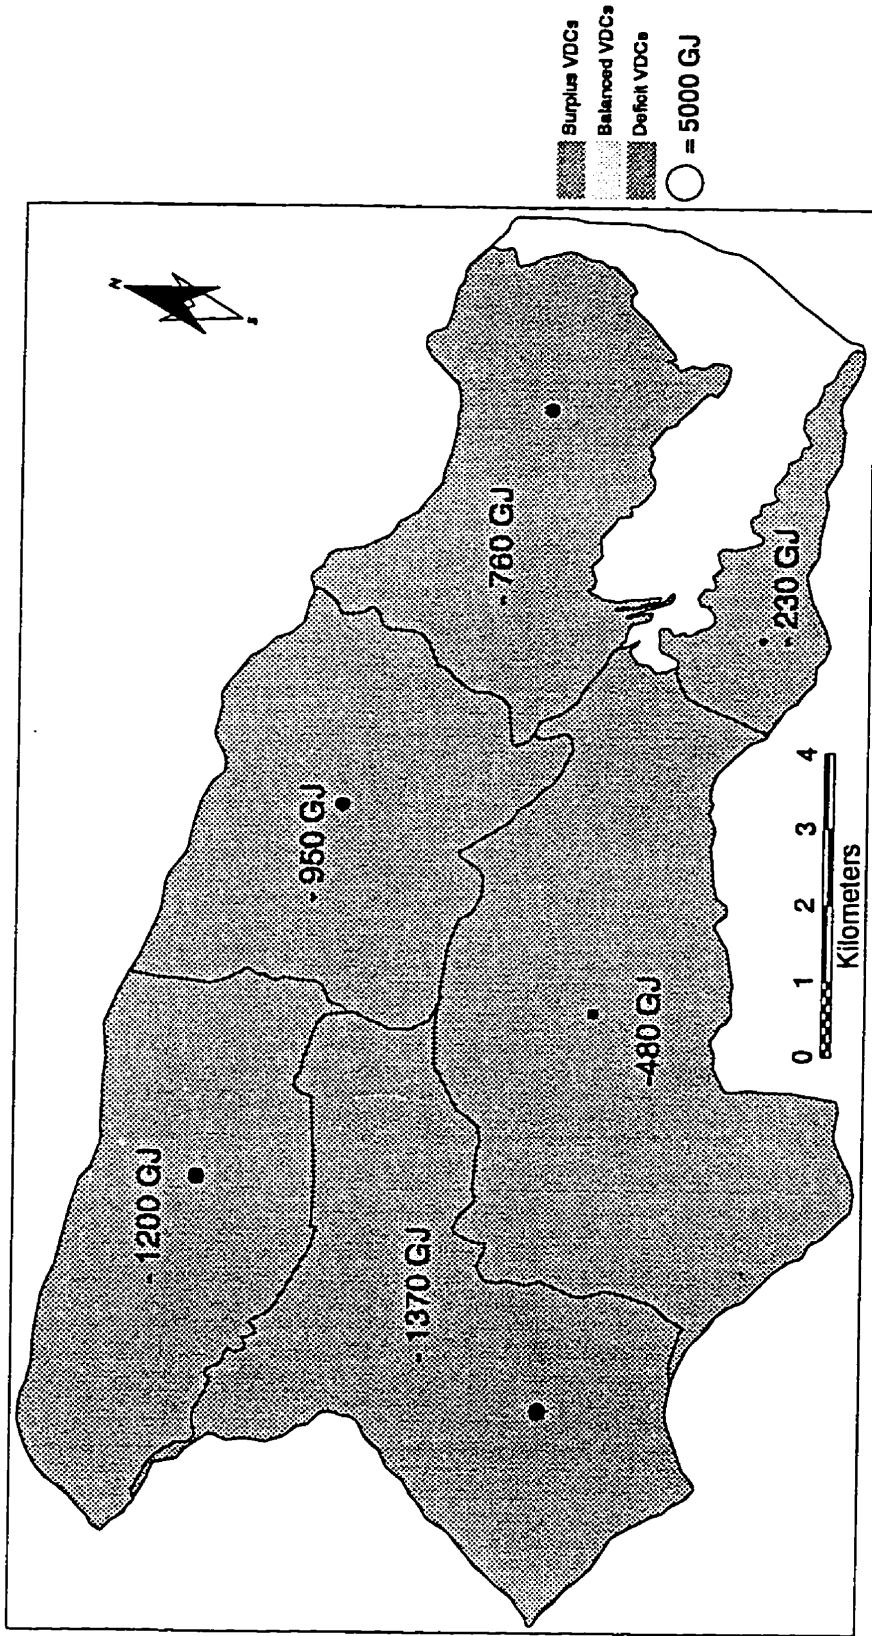 N
S
-1200 GJ
-950 GJ
-1370 GJ
-760 GJ
-480 GJ
-230 GJ
0 1 2 3 4
Kilometers
Surplus VDCs
Balanced VDCs
Deficit VDCs
= 5000 GJ